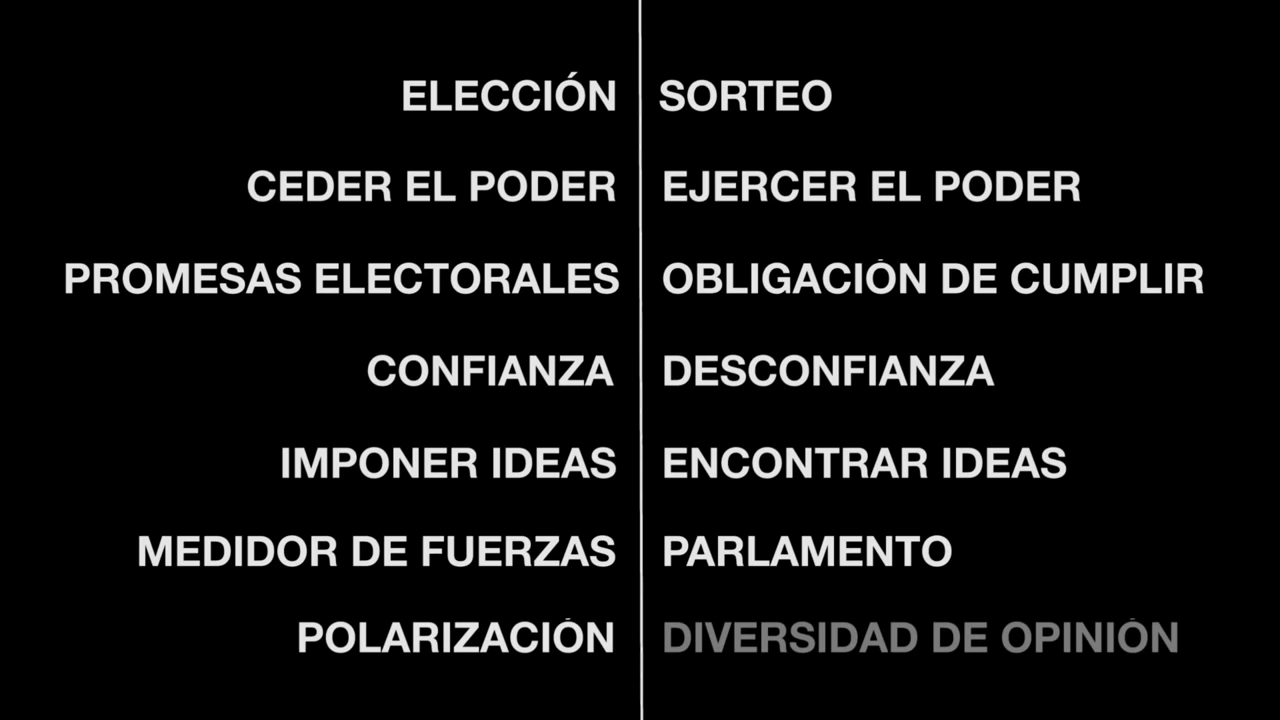 ELECCIÓN SORTEO
CEDER EL PODER EJERCER EL PODER
PROMESAS ELECTORALES OBLIGACIÓN DE CUMPLIR
CONFIANZA DESCONFIANZA
IMPONER IDEAS ENCONTRAR IDEAS
MEDIDOR DE FUERZAS PARLAMENTO
POLARIZACIÓN DIVERSIDAD DE OPINIÓN